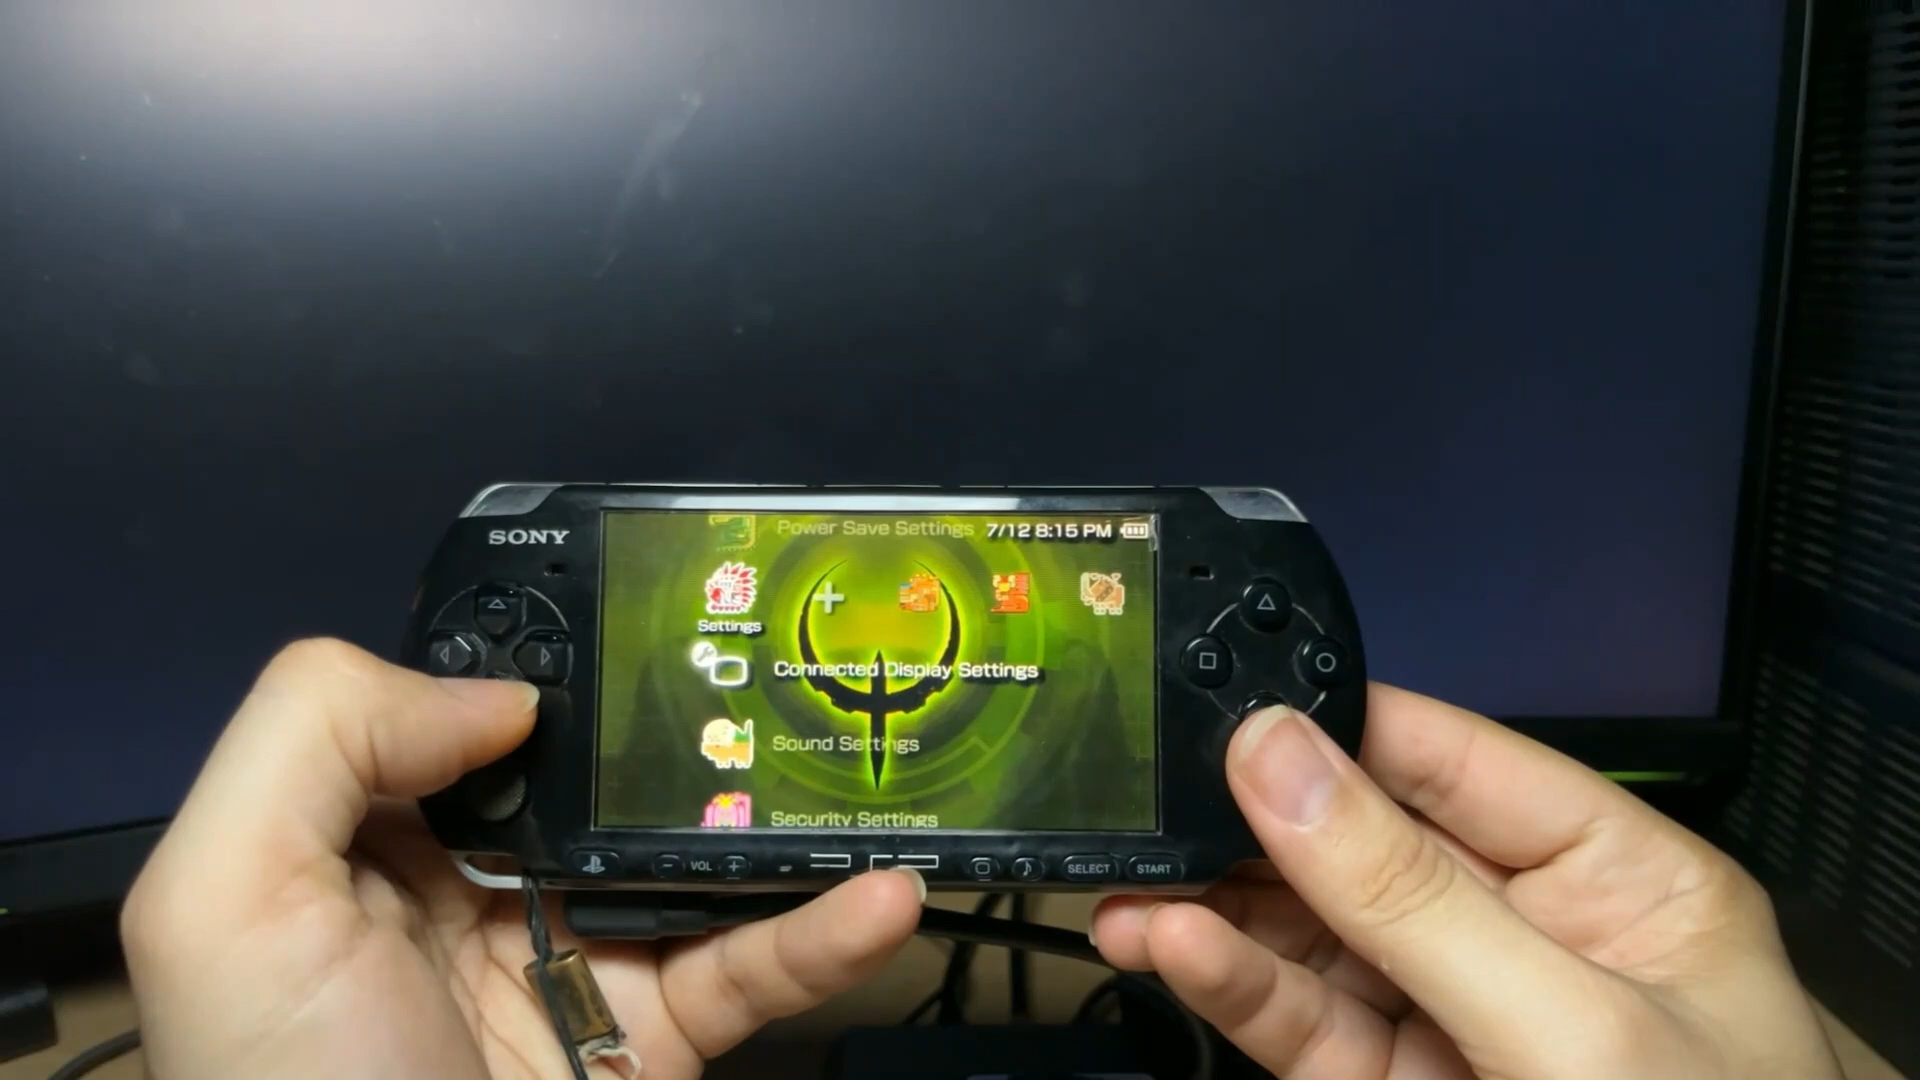 SONY
Power Save Settings
7/12 8:15 PM
Settings
Connected Display Settings
Sound Settings
Security Settings
VOL
SELECT
START